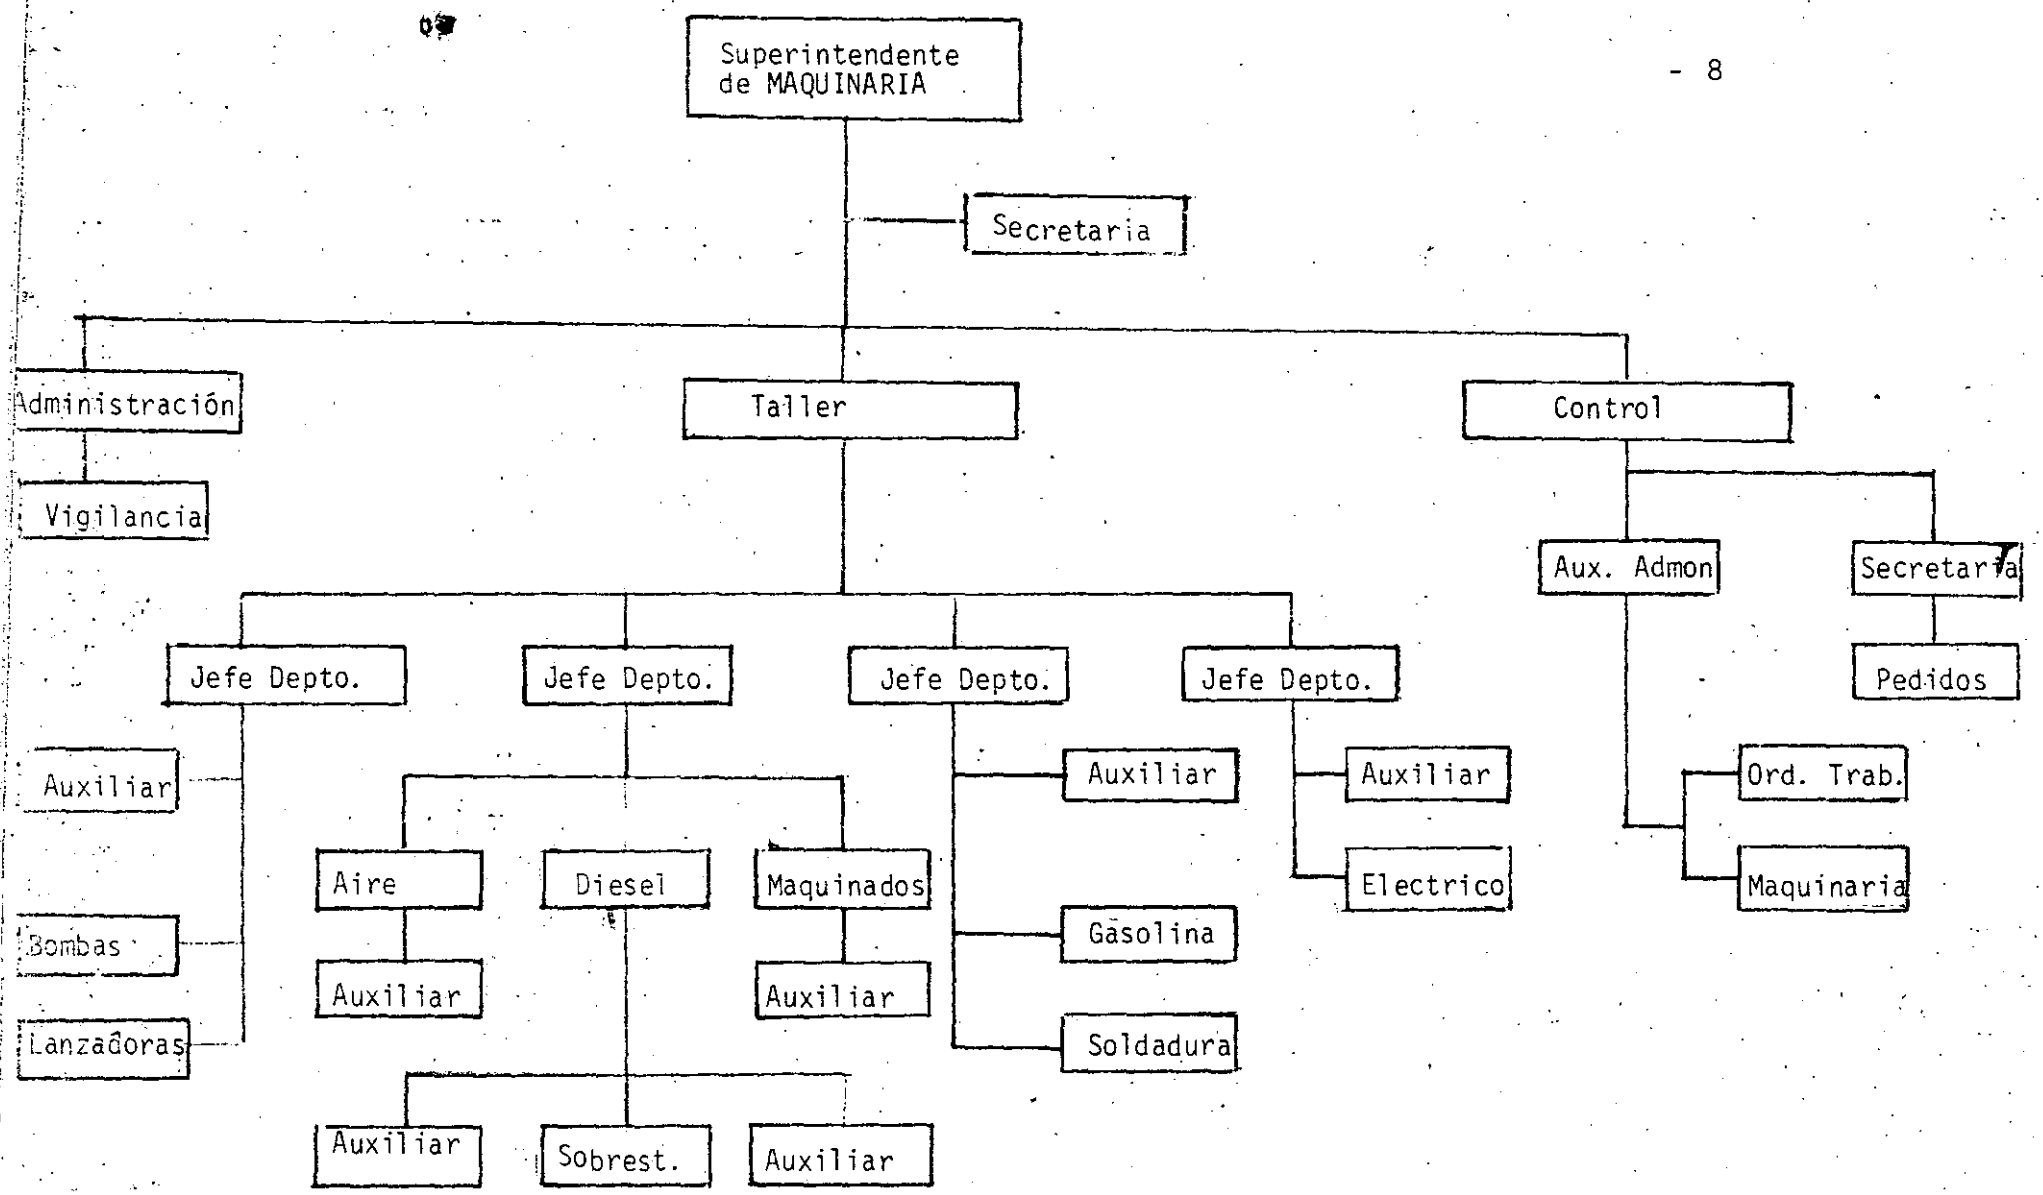 Superintendente
de MAQUINARIA
- 8
Secretaria
Administración
Taller
Control
Vigilancia
Aux. Admon
Secretaria
Jefe Depto.
Jefe Depto.
Jefe Depto.
Jefe Depto.
Pedidos
Auxiliar
Auxiliar
Auxiliar
Ord. Trab.
Aire
Diesel
Maquinados
Electrico
Maquinaria
Bombas
Gasolina
Auxiliar
Auxiliar
Lanzadoras
Soldadura
Auxiliar
Sobrest.
Auxiliar